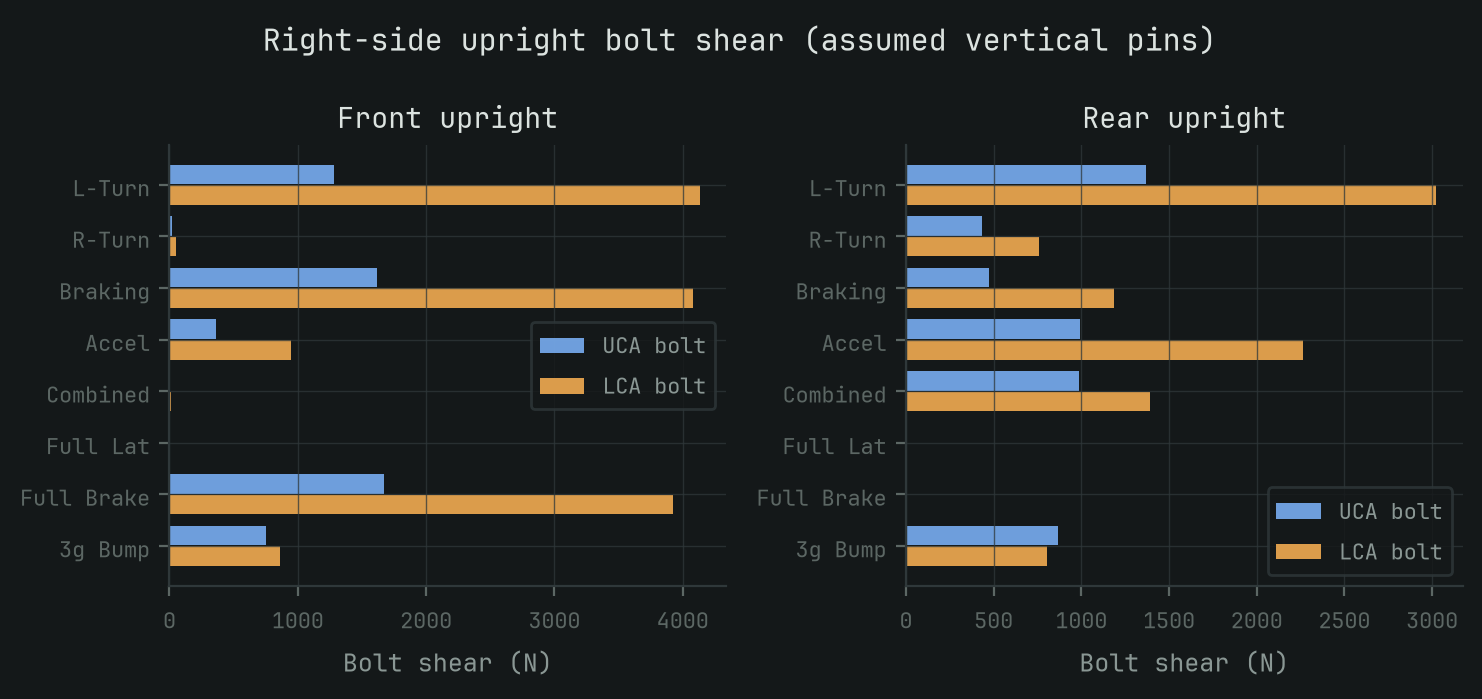 Right-side upright bolt shear (assumed vertical pins)
Front upright
L-Turn
R-Turn
Braking
Accel
Combined
Full Lat
Full Brake
3g Bump
UCA bolt
LCA bolt
0 1000 2000 3000 4000
Bolt shear (N)
Rear upright
L-Turn
R-Turn
Braking
Accel
Combined
Full Lat
Full Brake
3g Bump
UCA bolt
LCA bolt
0 500 1000 1500 2000 2500 3000
Bolt shear (N)